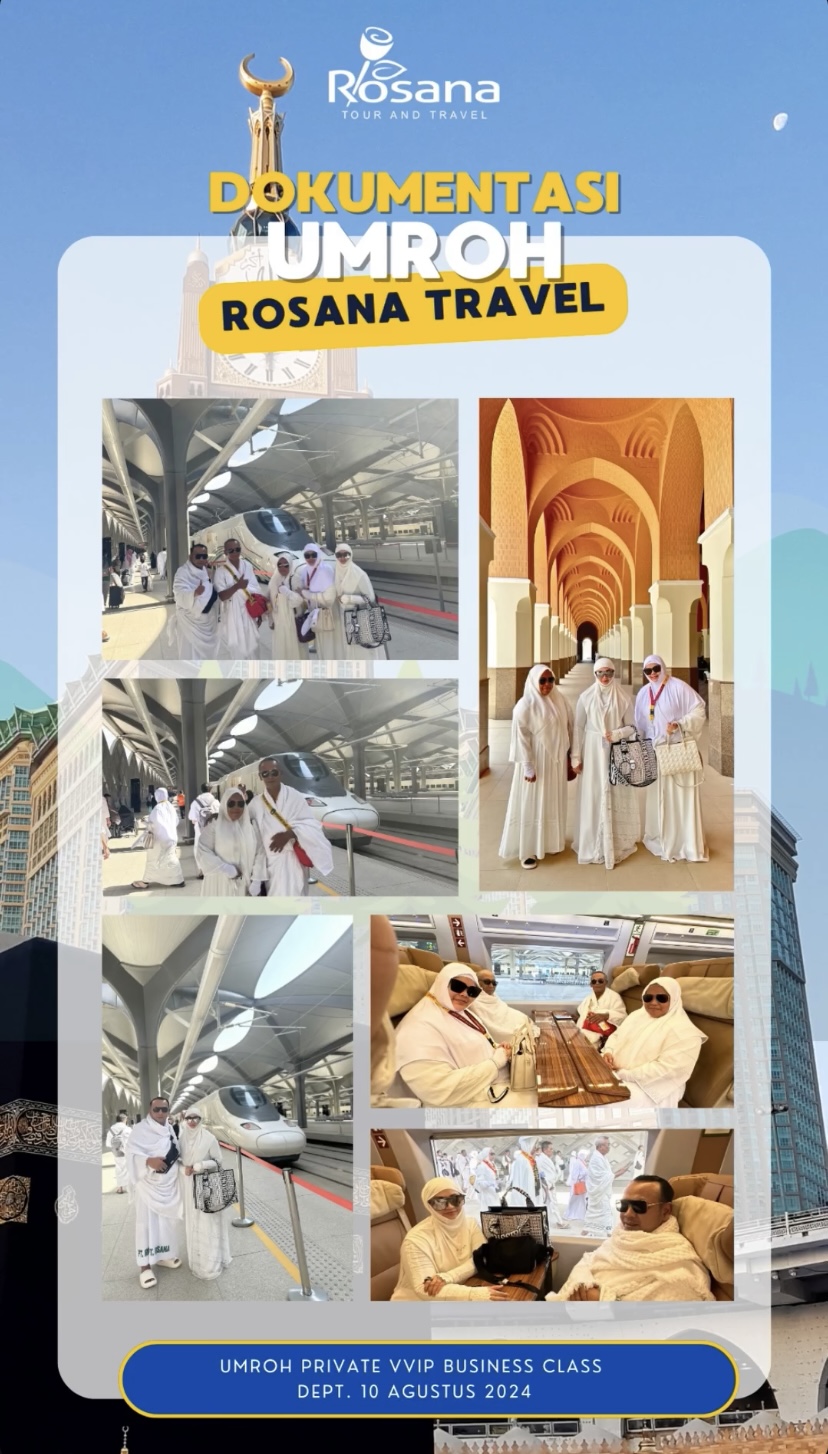 Rosana
TOUR AND TRAVEL
DOKUMENTASI
UMROH
ROSANA TRAVEL
UMROH PRIVATE VVIP BUSINESS CLASS
DEPT. 10 AGUSTUS 2024